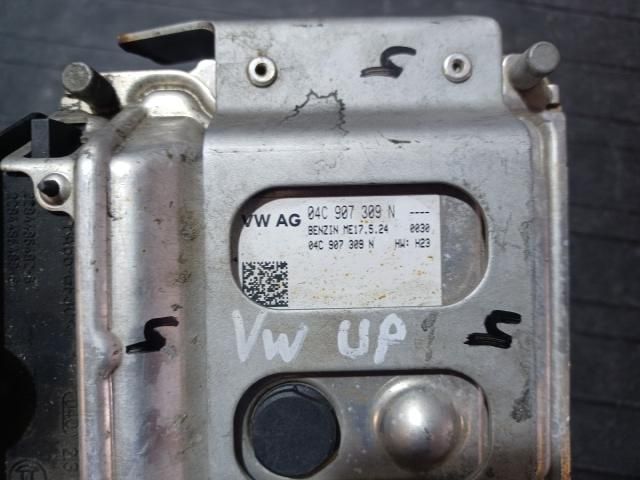 VW AG 04C 907 309 N ----
BENZIN ME17.5.24 0030
04C 907 309 N HW: H23
VW UP